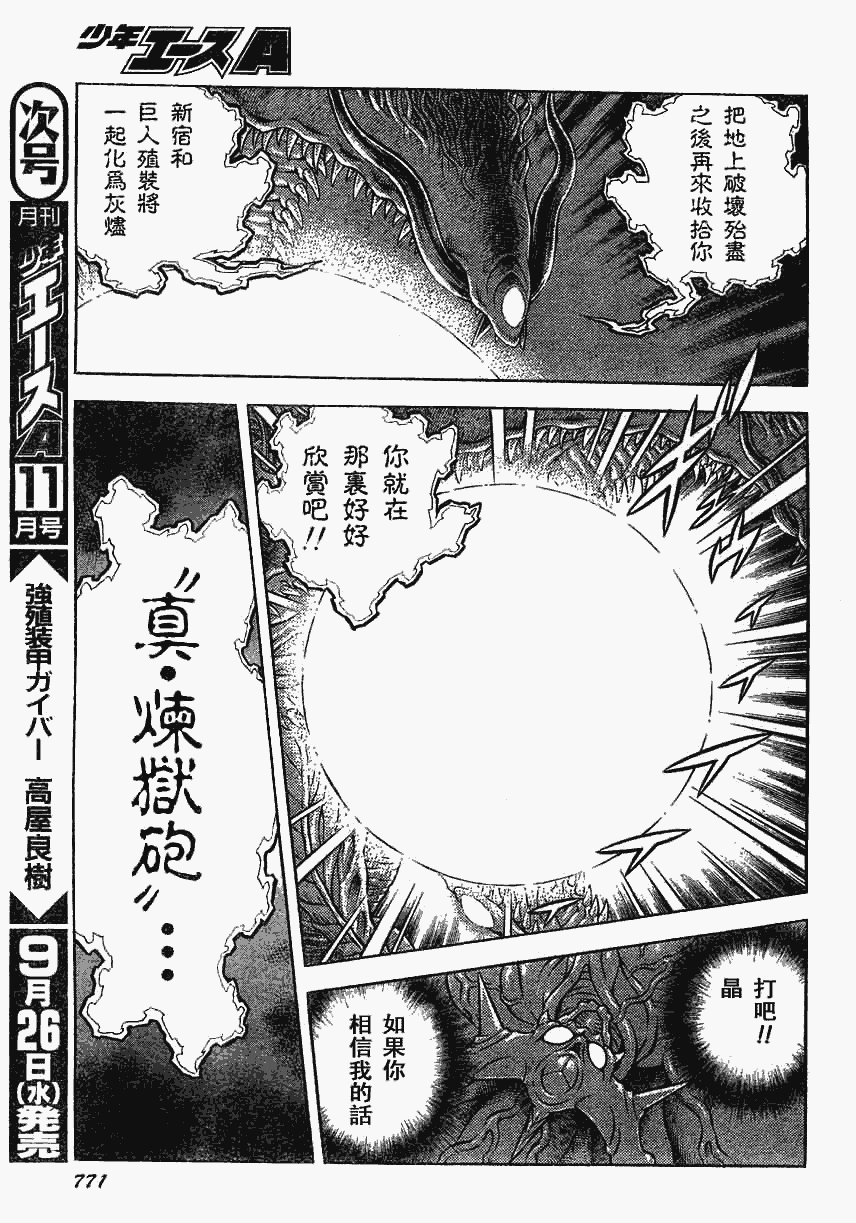 少年エースA
把地上破壞殆盡
之後再來收拾你
新宿和
巨人殖裝將
一起化爲灰燼
你就在
那裏好好
欣賞吧!!
〝真・煉獄砲〟…
打吧!!
晶
如果你
相信我的話
次号
月刊
少年エースA
11
月号
強殖装甲ガイバー 高屋良樹
9月26日(水)発売
771